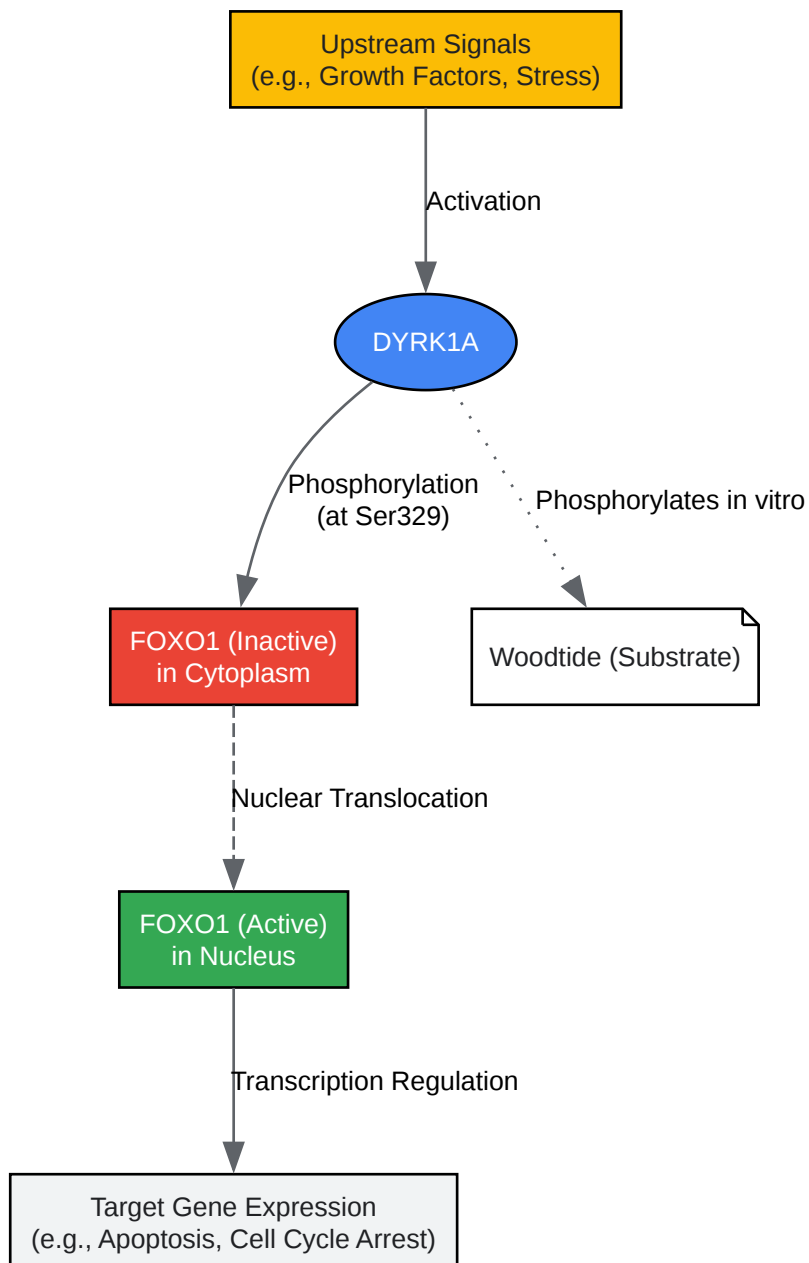 Upstream Signals
(e.g., Growth Factors, Stress)
Activation
DYRK1A
Phosphorylation
(at Ser329)
Phosphorylates in vitro
FOXO1 (Inactive)
in Cytoplasm
Woodtide (Substrate)
Nuclear Translocation
FOXO1 (Active)
in Nucleus
Transcription Regulation
Target Gene Expression
(e.g., Apoptosis, Cell Cycle Arrest)